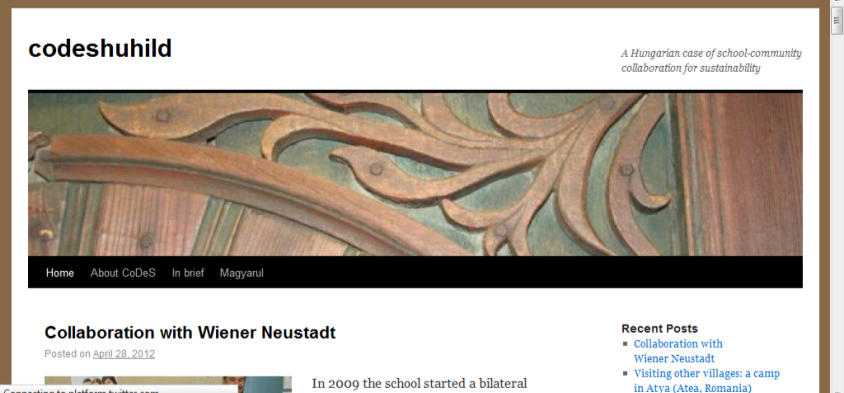 codeshuhild
A Hungarian case of school-community
collaboration for sustainability
Home About CoDeS In brief Magyarul
Collaboration with Wiener Neustadt
Posted on April 28, 2012
In 2009 the school started a bilateral
Recent Posts
Collaboration with
Wiener Neustadt
Visiting other villages: a camp
in Atya (Atea, Romania)
Connecting to platform.twitter.com